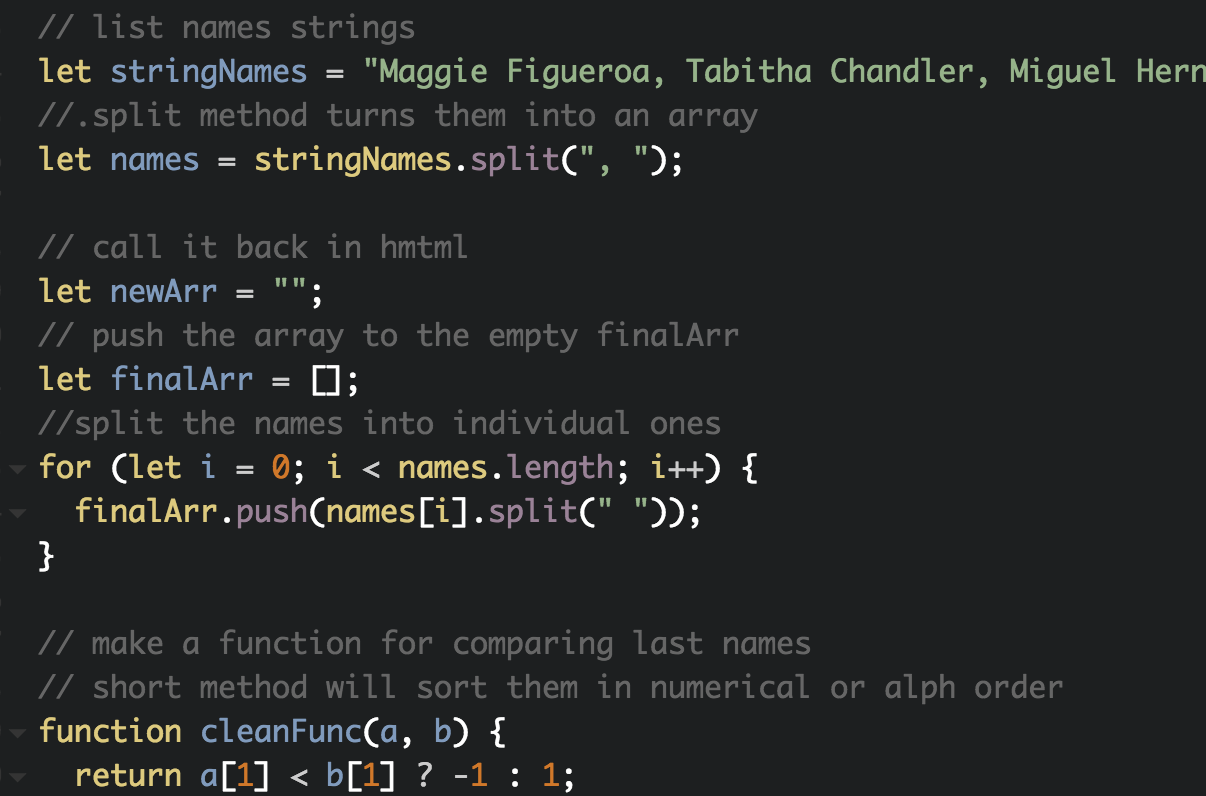 // list names strings
let stringNames = "Maggie Figueroa, Tabitha Chandler, Miguel Hern
//.split method turns them into an array
let names = stringNames.split(", ");
// call it back in hmtml
let newArr = "";
// push the array to the empty finalArr
let finalArr = [];
//split the names into individual ones
for (let i = 0; i < names.length; i++) {
finalArr.push(names[i].split(" "));
}
// make a function for comparing last names
// short method will sort them in numerical or alph order
function cleanFunc(a, b) {
return a[1] < b[1] ? -1 : 1;